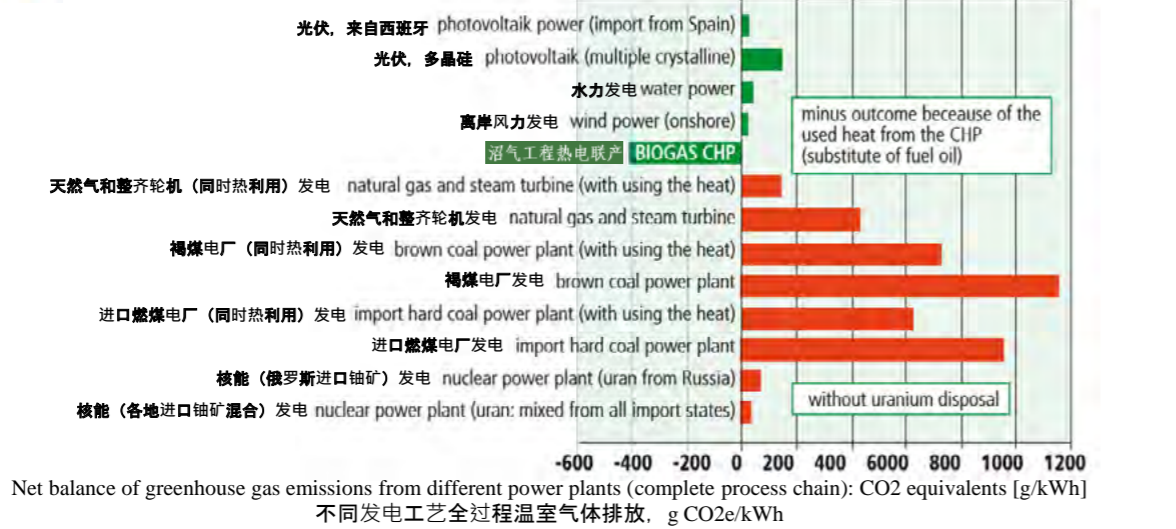 光伏，来自西班牙 photovoltaik power (import from Spain)
光伏，多晶硅 photovoltaik (multiple crystalline)
水力发电 water power
离岸风力发电 wind power (onshore)
沼气工程热电联产 BIOGAS CHP
minus outcome beceause of the
used heat from the CHP
(substitute of fuel oil)
天然气和整齐轮机（同时热利用）发电 natural gas and steam turbine (with using the heat)
天然气和整齐轮机发电 natural gas and steam turbine
褐煤电厂（同时热利用）发电 brown coal power plant (with using the heat)
褐煤电厂发电 brown coal power plant
进口燃煤电厂（同时热利用）发电 import hard coal power plant (with using the heat)
进口燃煤电厂发电 import hard coal power plant
核能（俄罗斯进口铀矿）发电 nuclear power plant (uran from Russia)
核能（各地进口铀矿混合）发电 nuclear power plant (uran: mixed from all import states)
without uranium disposal
-600 -400 -200 0 200 400 6000 800 1000 1200
Net balance of greenhouse gas emissions from different power plants (complete process chain): CO2 equivalents [g/kWh]
不同发电工艺全过程温室气体排放，g CO2e/kWh